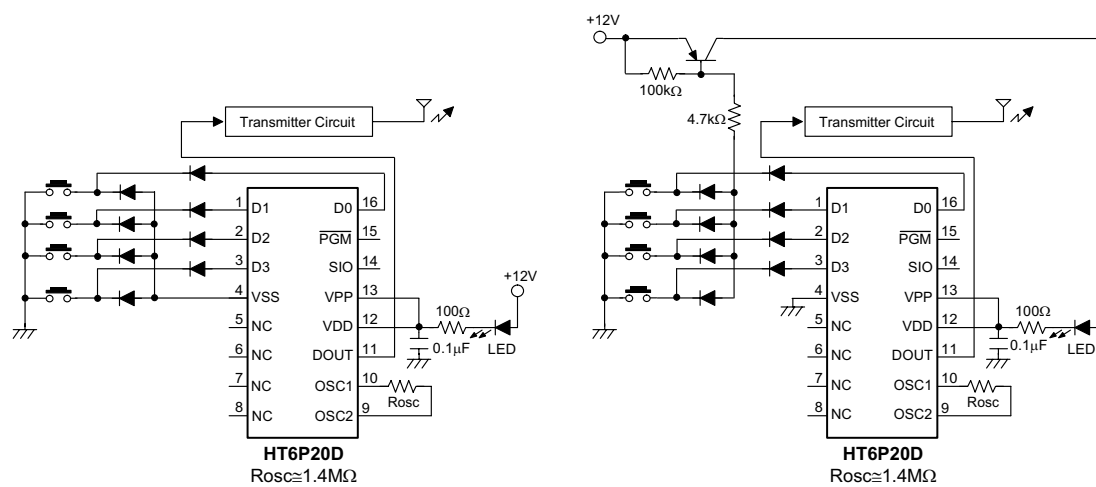 +12V
100kΩ
4.7kΩ
Transmitter Circuit
Transmitter Circuit
1 D1 D0 16
2 D2 PGM 15
3 D3 SIO 14
4 VSS VPP 13
5 NC VDD 12
6 NC DOUT 11
7 NC OSC1 10
8 NC OSC2 9
+12V
100Ω
0.1µF
LED
Rosc
HT6P20D
Rosc≅1.4MΩ
1 D1 D0 16
2 D2 PGM 15
3 D3 SIO 14
4 VSS VPP 13
5 NC VDD 12
6 NC DOUT 11
7 NC OSC1 10
8 NC OSC2 9
100Ω
0.1µF
LED
Rosc
HT6P20D
Rosc≅1.4MΩ